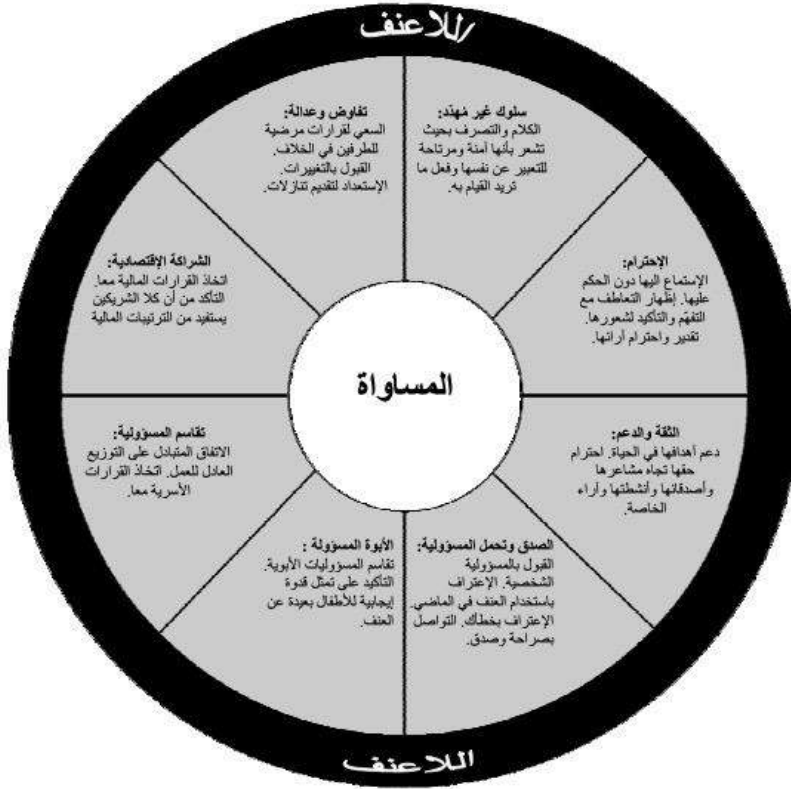 اللاعنف
سلوك غير مُهدّد:
الكلام والتصرف بحيث
تشعر بأنها آمنة ومرتاحة
للتعبير عن نفسها وفعل ما
تريد القيام به.
الإحترام:
الإستماع اليها دون الحكم
عليها. إظهار التعاطف مع
التفهّم والتأكيد لشعورها.
تقدير واحترام أرائها.
الثقة والدعم:
دعم أهدافها في الحياة. احترام
حقها تجاه مشاعرها
وأصدقائها وأنشطتها وأراء
الخاصة.
الصدق وتحمل المسؤولية:
القبول بالمسؤولية
الشخصية. الإعتراف
باستخدام العنف في الماضي.
الإعتراف بخطأك. التواصل
بصراحة وصدق.
الأبوة المسؤولة :
تقاسم المسؤوليات الأبوية.
التأكيد على تمثل قدوة
إيجابية للأطفال بعيدة عن
العنف.
تقاسم المسؤولية:
الاتفاق المتبادل على التوزيع
العادل للعمل. اتخاذ القرارات
الأسرية معا.
الشراكة الإقتصادية:
اتخاذ القرارات المالية معا.
التأكد من أن كلا الشريكين
يستفيد من الترتيبات المالية
تفاوض وعدالة:
السعي لقرارات مرضية
للطرفين في الخلاف.
القبول بالتغييرات.
الإستعداد لتقديم تنازلات.
المساواة
اللاعنف